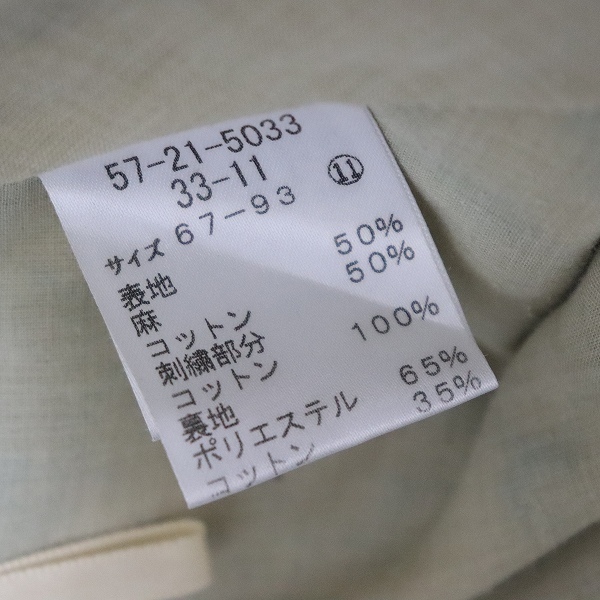 57-21-5033
33-11 ⑪
サイズ 67-93
表地
麻 50%
コットン 50%
刺繍部分
コットン 100%
裏地
ポリエステル 65%
コットン 35%